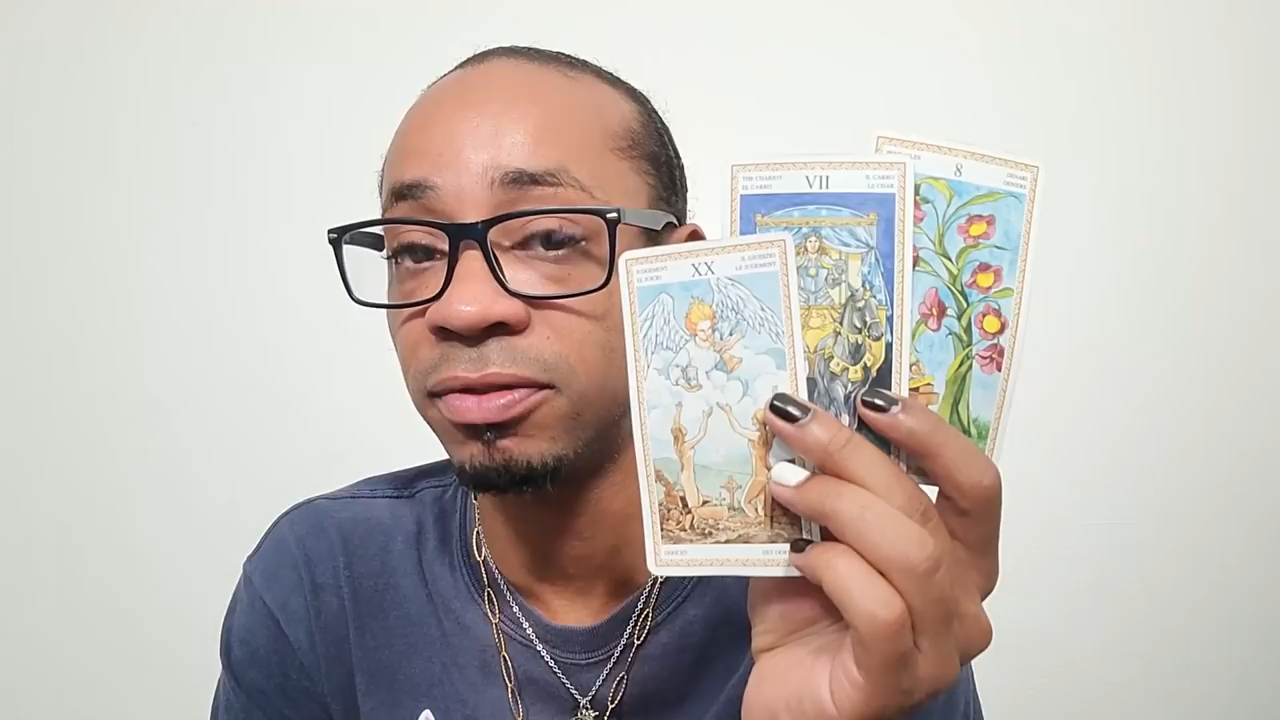 JUDGEMENT
EL JUICIO
XX
IL GIUDIZIO
LE JUGEMENT
THE CHARIOT
EL CARRO
VII
IL CARRO
LE CHAR
8
DENARI
DENIERS